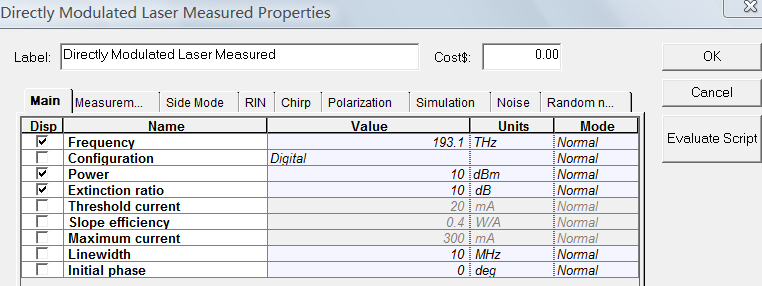 Directly Modulated Laser Measured Properties
Label: Directly Modulated Laser Measured Cost$: 0.00 OK
Cancel
Evaluate Script
Main Measurem... Side Mode RIN Chirp Polarization Simulation Noise Random n...
Disp Name Value Units Mode
Frequency 193.1 THz Normal
Configuration Digital Normal
Power 10 dBm Normal
Extinction ratio 10 dB Normal
Threshold current 20 mA Normal
Slope efficiency 0.4 W/A Normal
Maximum current 300 mA Normal
Linewidth 10 MHz Normal
Initial phase 0 deg Normal